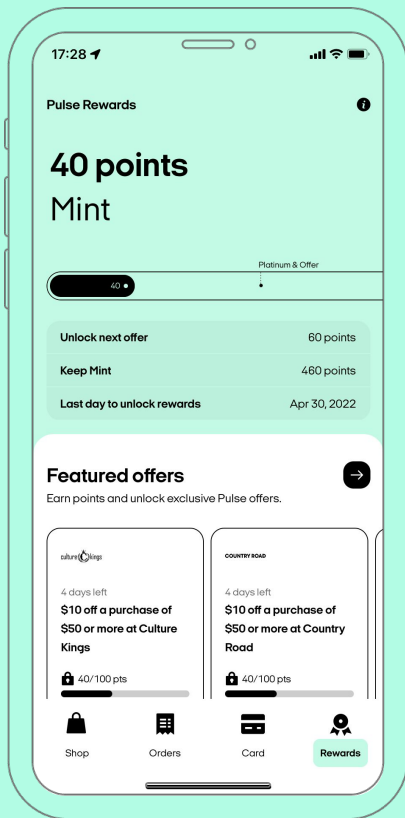 17:28
Pulse Rewards
i
40 points
Mint
Platinum & Offer
40
Unlock next offer 60 points
Keep Mint 460 points
Last day to unlock rewards Apr 30, 2022
Featured offers
Earn points and unlock exclusive Pulse offers.
culture kings
4 days left
$10 off a purchase of
$50 or more at Culture
Kings
40/100 pts
COUNTRY ROAD
4 days left
$10 off a purchase of
$50 or more at Country
Road
40/100 pts
Shop Orders Card Rewards